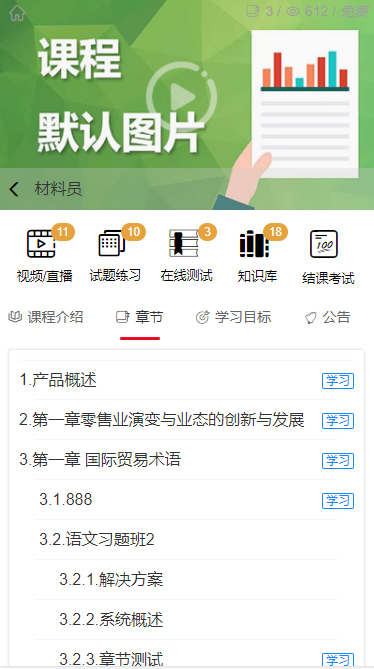 3 / 612 / 免费
课程
默认图片
材料员
11 10 3 18 100
视频/直播 试题练习 在线测试 知识库 结课考试
课程介绍 章节 学习目标 公告
1.产品概述 学习
2.第一章零售业演变与业态的创新与发展 学习
3.第一章 国际贸易术语 学习
3.1.888 学习
3.2.语文习题班2
3.2.1.解决方案
3.2.2.系统概述
3.2.3.章节测试 学习